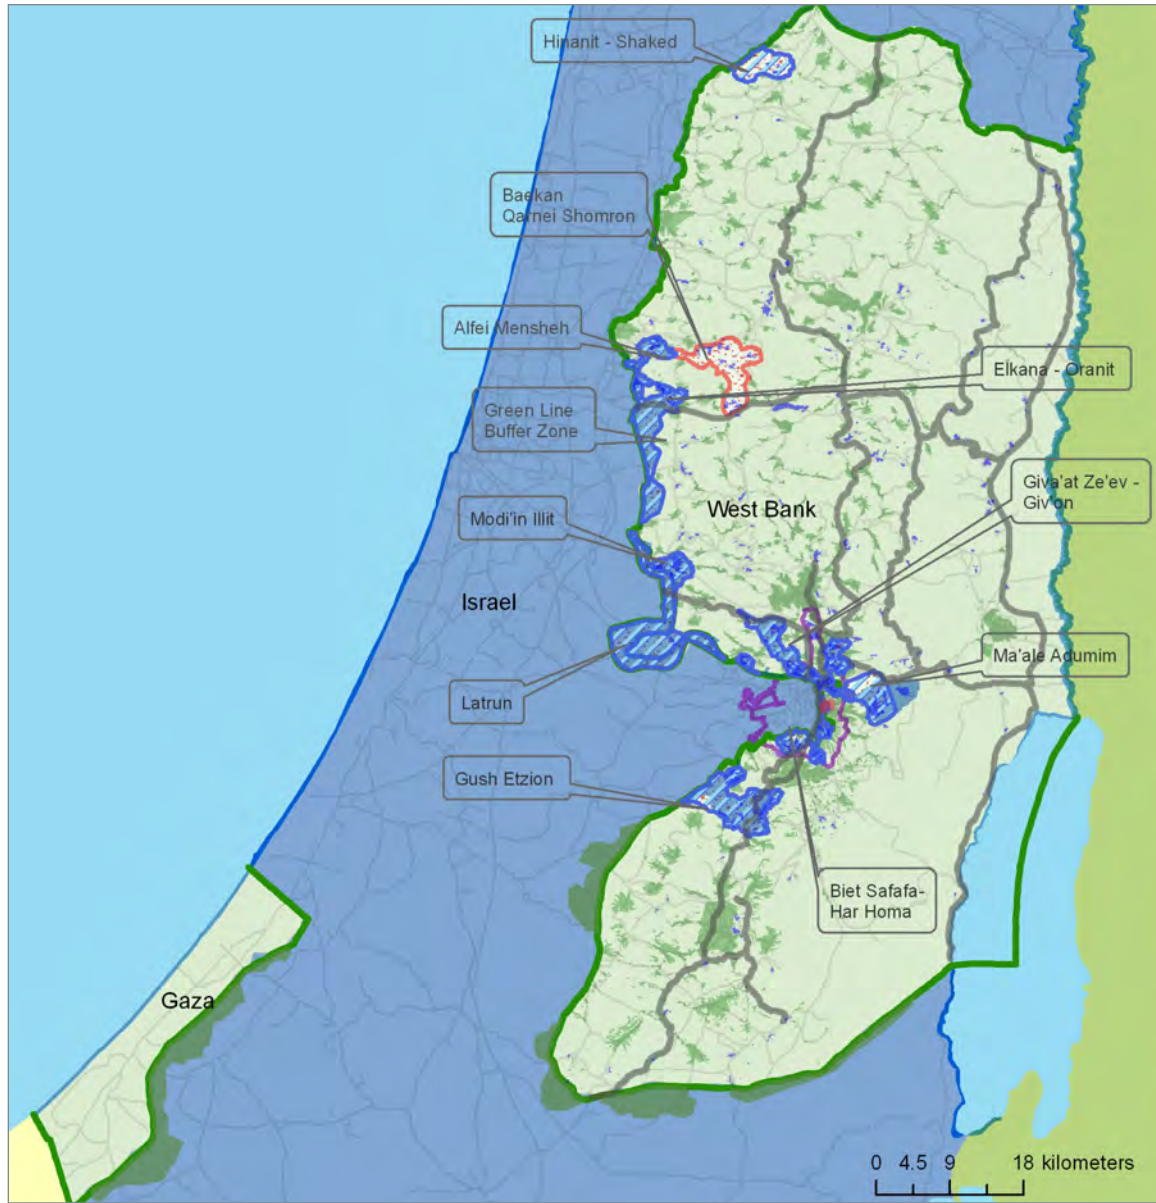 Hinanit - Shaked
Baekan
Qarnei Shomron
Alfei Mensheh
Elkana - Oranit
Green Line
Buffer Zone
Giva'at Ze'ev -
Giv'on
Modi'in Illit
West Bank
Israel
Ma'ale Adumim
Latrun
Gush Etzion
Biet Safafa-
Har Homa
Gaza
0 4.5 9 18 kilometers